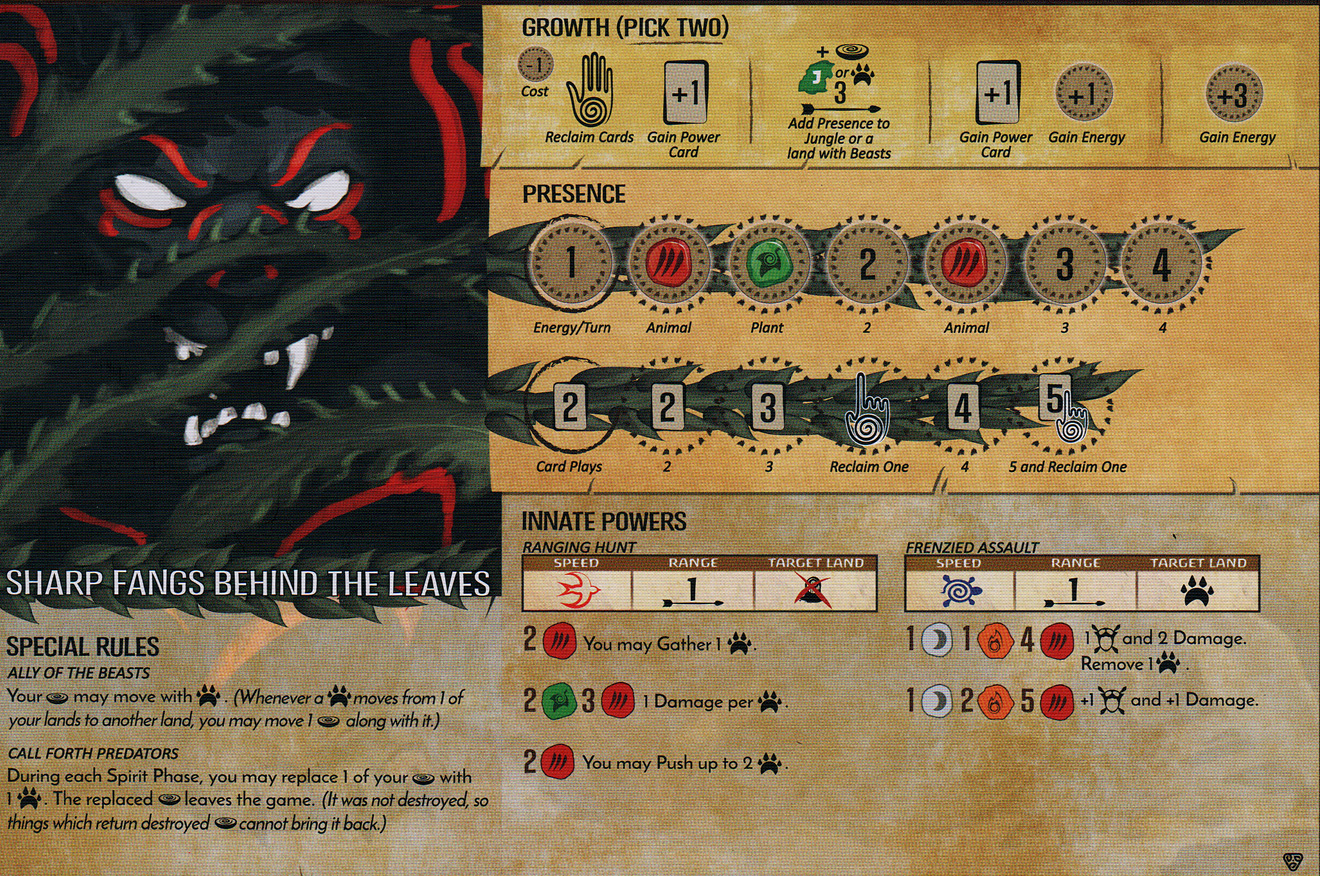 GROWTH (PICK TWO)
-1
Cost
Reclaim Cards
+1
Gain Power
Card
+
J or
3
Add Presence to
Jungle or a
land with Beasts
+1
Gain Power
Card
+1
Gain Energy
+3
Gain Energy
PRESENCE
1 2 3 4
Energy/Turn Animal Plant 2 Animal 3 4
2 2 3 4 5
Card Plays 2 3 Reclaim One 4 5 and Reclaim One
SHARP FANGS BEHIND THE LEAVES
SPECIAL RULES
ALLY OF THE BEASTS
Your may move with . (Whenever a moves from 1 of
your lands to another land, you may move 1 along with it.)
CALL FORTH PREDATORS
During each Spirit Phase, you may replace 1 of your with
1 . The replaced leaves the game. (It was not destroyed, so
things which return destroyed cannot bring it back.)
INNATE POWERS
RANGING HUNT
SPEED RANGE TARGET LAND
1
2 You may Gather 1 .
2 3 1 Damage per .
2 You may Push up to 2 .
FRENZIED ASSAULT
SPEED RANGE TARGET LAND
1
1 1 4 1 and 2 Damage.
Remove 1 .
1 2 5 +1 and +1 Damage.